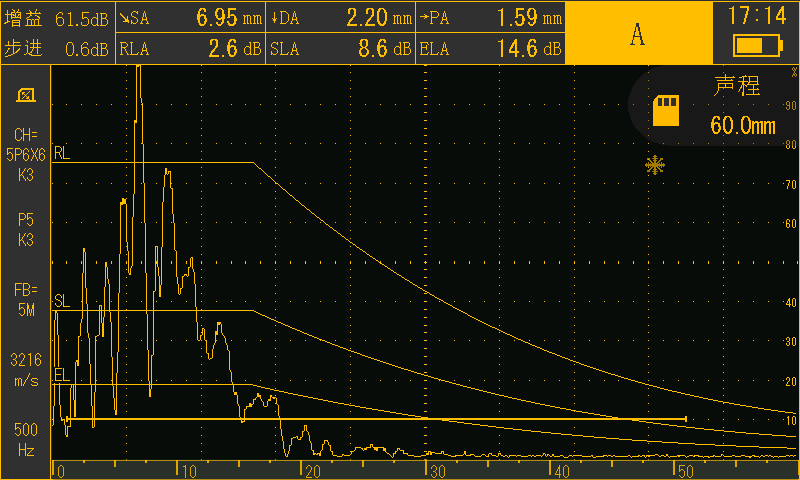 增益 61.5dB ↘SA 6.95 mm ↓DA 2.20 mm →PA 1.59 mm A 17:14
步进 0.6dB RLA 2.6 dB SLA 8.6 dB ELA 14.6 dB
声程
60.0mm
%
90
80
70
60
50
40
30
20
10
CH=
5P6X6
K3
P5
K3
FB=
5M
3216
m/s
500
Hz
RL
SL
EL
0 10 20 30 40 50